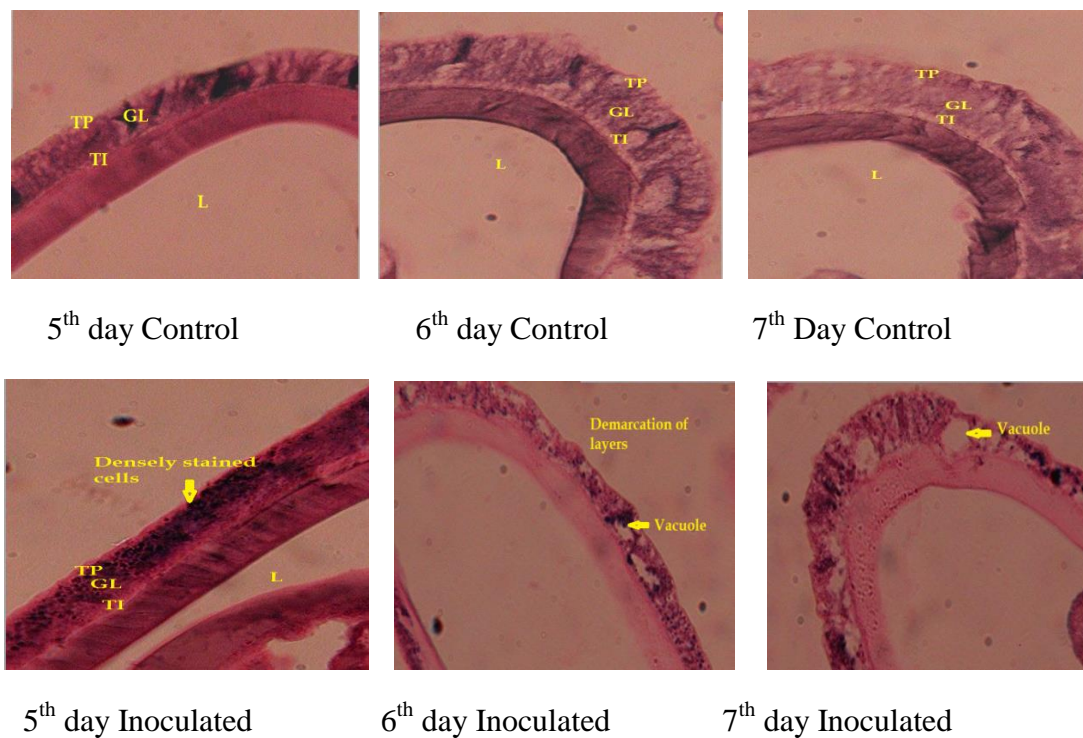 TP
GL
TI
L
TP
GL
TI
L
TP
GL
TI
L
5th day Control
6th day Control
7th Day Control
Densely stained
cells
TP
GL
TI
L
Demarcation of
layers
Vacuole
Vacuole
5th day Inoculated
6th day Inoculated
7th day Inoculated